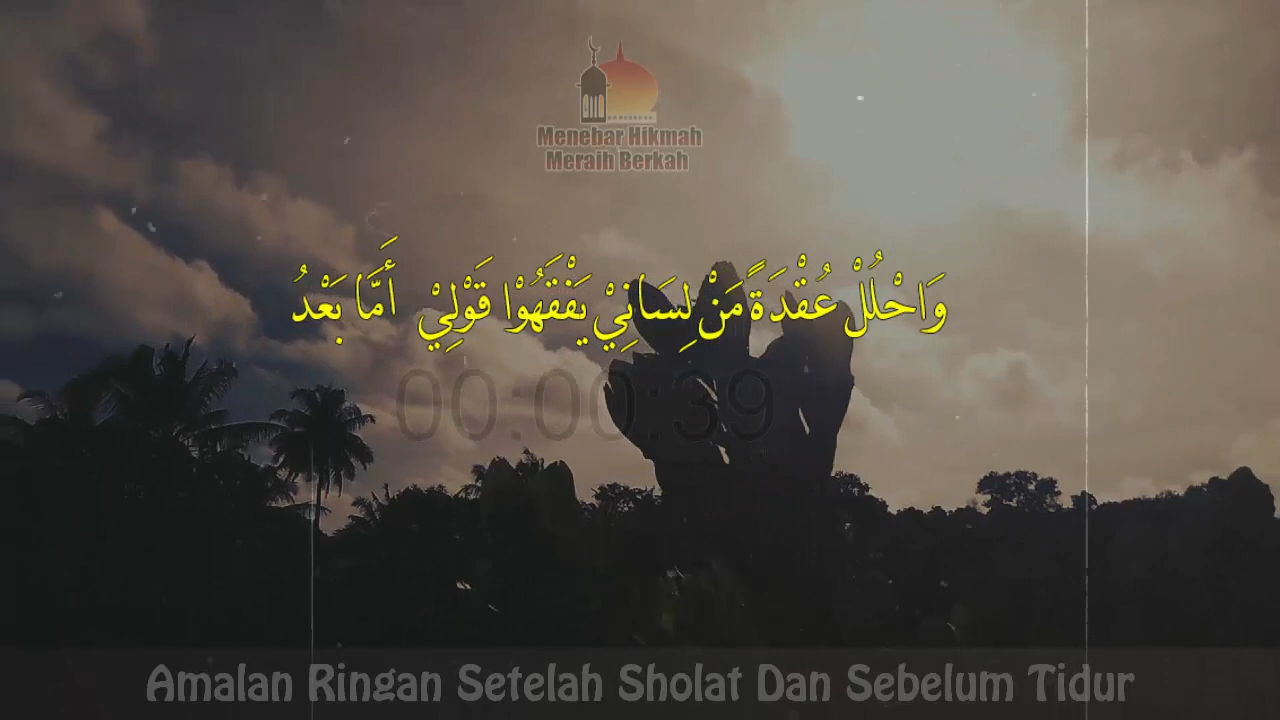 Menebar Hikmah
Meraih Berkah
وَاحْلُلْ عُقْدَةً مَنْ لِسَانِيْ يَفْقَهُوْا قَوْلِيْ أَمَّا بَعْدُ
00:00:39
Amalan Ringan Setelah Sholat Dan Sebelum Tidur